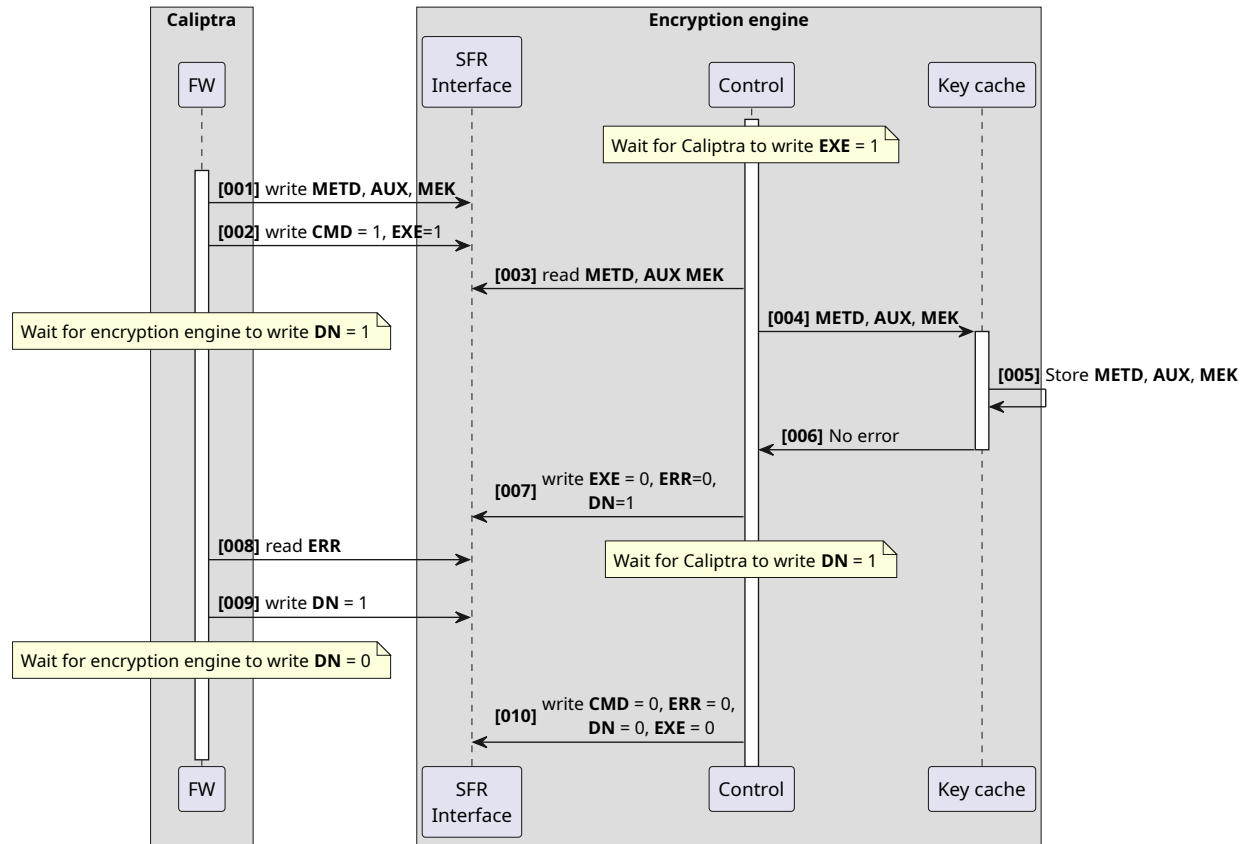 Caliptra
Encryption engine
FW
SFR
Interface
Control
Key cache
Wait for Caliptra to write EXE = 1
[001] write METD, AUX, MEK
[002] write CMD = 1, EXE=1
[003] read METD, AUX MEK
Wait for encryption engine to write DN = 1
[004] METD, AUX, MEK
[005] Store METD, AUX, MEK
[006] No error
[007] write EXE = 0, ERR=0,
DN=1
[008] read ERR
Wait for Caliptra to write DN = 1
[009] write DN = 1
Wait for encryption engine to write DN = 0
[010] write CMD = 0, ERR = 0,
DN = 0, EXE = 0
FW
SFR
Interface
Control
Key cache